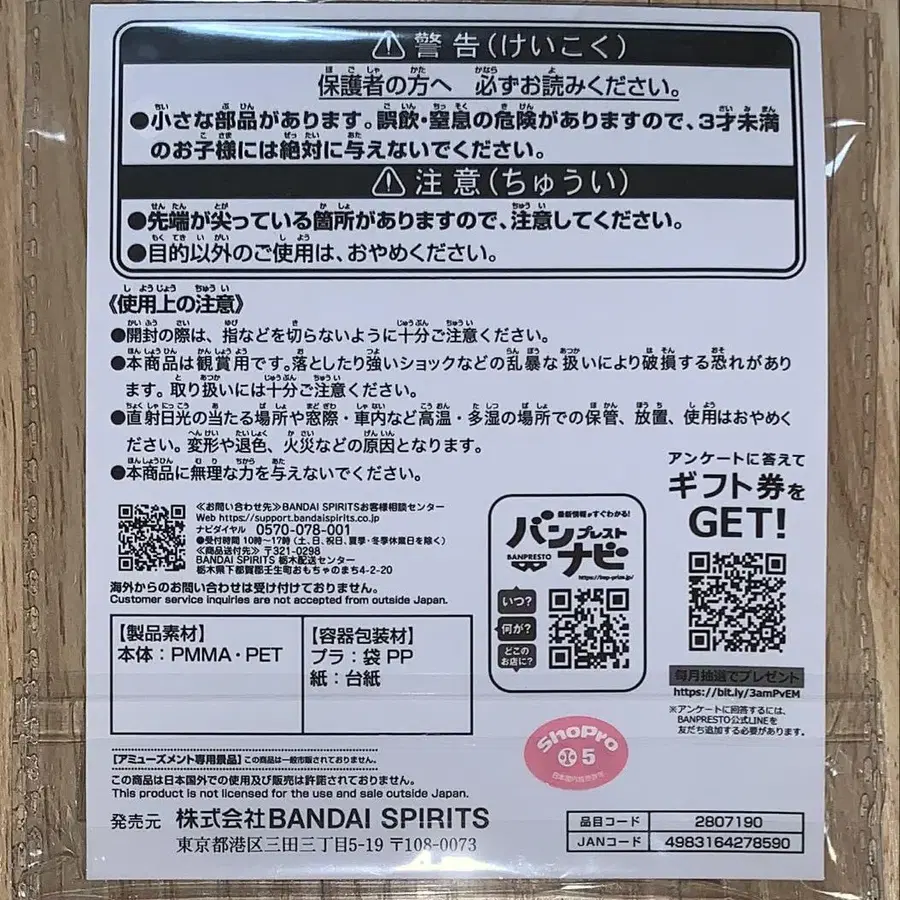 ⚠警告(けいこく)
保護者の方へ 必ずお読みください。
●小さな部品があります。誤飲・窒息の危険がありますので、3才未満
のお子様には絶対に与えないでください。
⚠注意(ちゅうい)
●先端が尖っている箇所がありますので、注意してください。
●目的以外のご使用は、おやめください。
《使用上の注意》
●開封の際は、指などを切らないように十分ご注意ください。
●本商品は観賞用です。落としたり強いショックなどの乱暴な扱いにより破損する恐れがあり
ます。取り扱いには十分ご注意ください。
●直射日光の当たる場所や窓際・車内など高温・多湿の場所での保管、放置、使用はおやめく
ださい。変形や退色、火災などの原因となります。
●本商品に無理な力を与えないでください。
≪お問い合わせ先≫BANDAI SPIRITSお客様相談センター
Web https://support.bandaispirits.co.jp
ナビダイヤル 0570-078-001
●受付時間 10時〜17時(土、日、祝日、夏季・冬季休業日を除く)
≪商品送付先≫ 〒321-0298
BANDAI SPIRITS 栃木配送センター
栃木県下都賀郡壬生町おもちゃのまち4-2-20
海外からのお問い合わせは受け付けておりません。
Customer service inquiries are not accepted from outside Japan.
最新情報がすぐわかる!
バンプレストナビ
BANPRESTO
https://bsp-prize.jp/
いつ?
何が?
どこのお店に?
アンケートに答えて
ギフト券を
GET!
毎月抽選でプレゼント
https://bit.ly/3amPvEM
※アンケートに回答するには、
BANPRESTO公式LINEを
友だち追加する必要があります。
【製品素材】
本体:PMMA・PET
【容器包装材】
プラ:袋 PP
紙:台紙
ShoPro
5
日本国内販売許可
【アミューズメント専用景品】この商品は一般市販されておりません。
この商品は日本国外での使用及び販売は許諾されておりません。
This product is not licensed for the use and sale outside Japan.
発売元 株式会社BANDAI SPIRITS
東京都港区三田三丁目5-19 〒108-0073
品目コード 2807190
JANコード 4983164278590